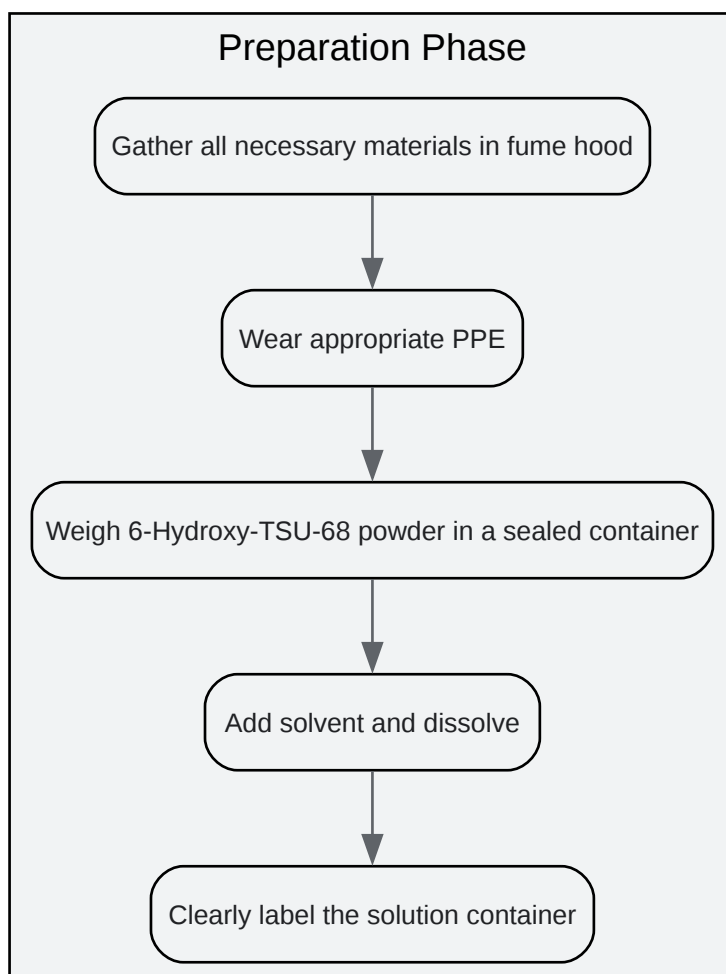 Preparation Phase
Gather all necessary materials in fume hood
Wear appropriate PPE
Weigh 6-Hydroxy-TSU-68 powder in a sealed container
Add solvent and dissolve
Clearly label the solution container